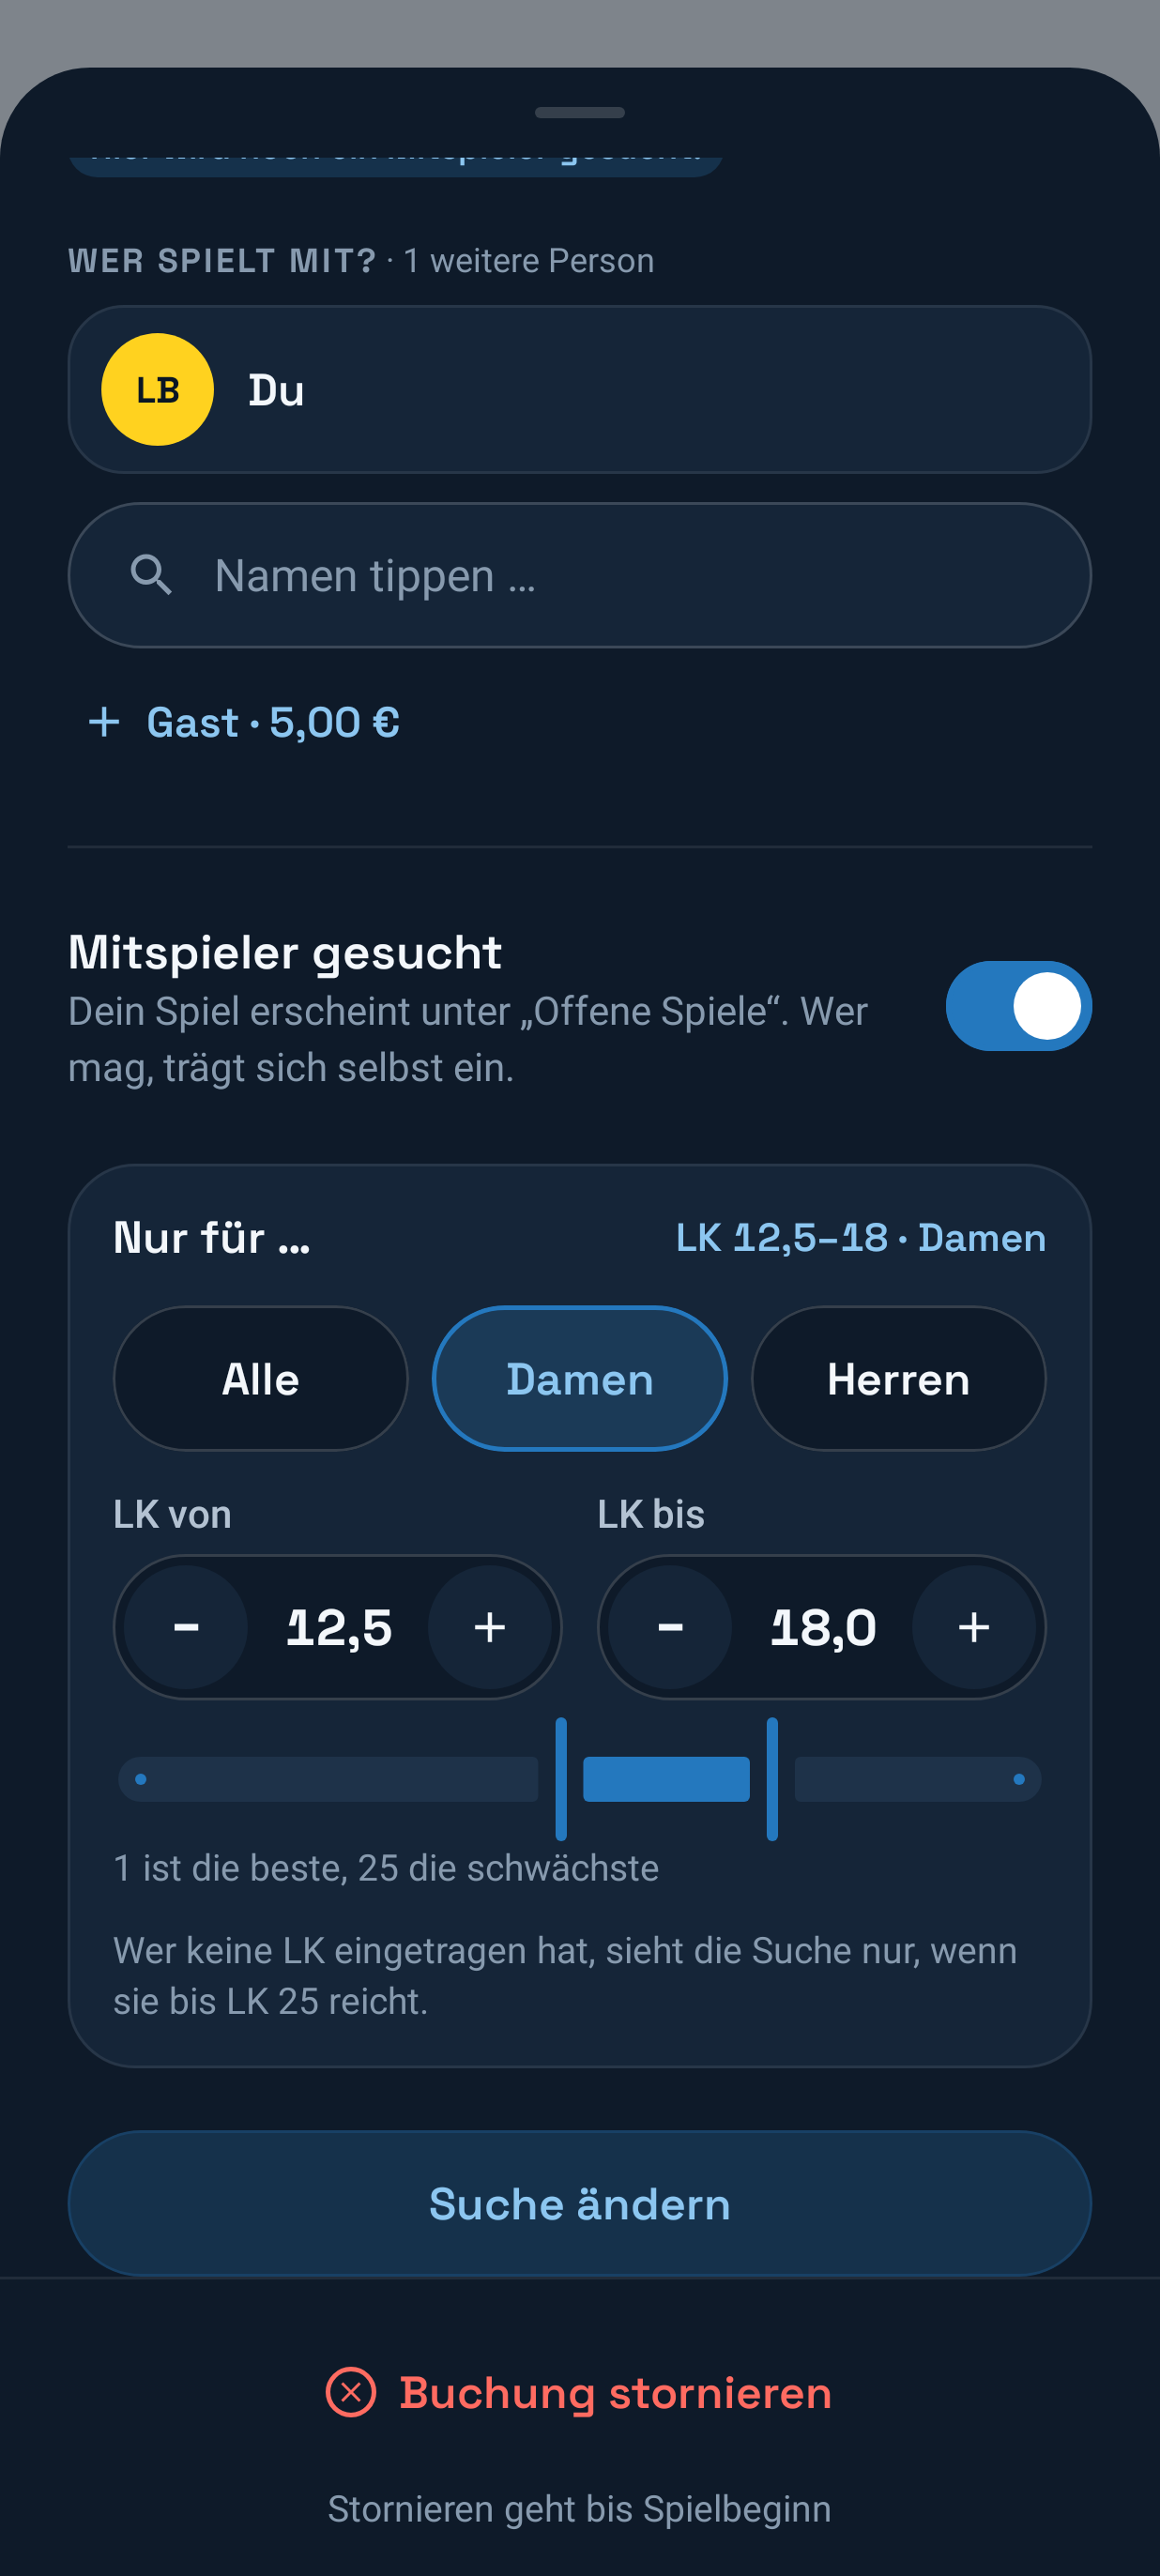 WER SPIELT MIT? · 1 weitere Person
LB Du
Namen tippen ...
+ Gast · 5,00 €
Mitspieler gesucht
Dein Spiel erscheint unter „Offene Spiele“. Wer
mag, trägt sich selbst ein.
Nur für ... LK 12,5–18 · Damen
Alle Damen Herren
LK von LK bis
− 12,5 + − 18,0 +
1 ist die beste, 25 die schwächste
Wer keine LK eingetragen hat, sieht die Suche nur, wenn
sie bis LK 25 reicht.
Suche ändern
Buchung stornieren
Stornieren geht bis Spielbeginn